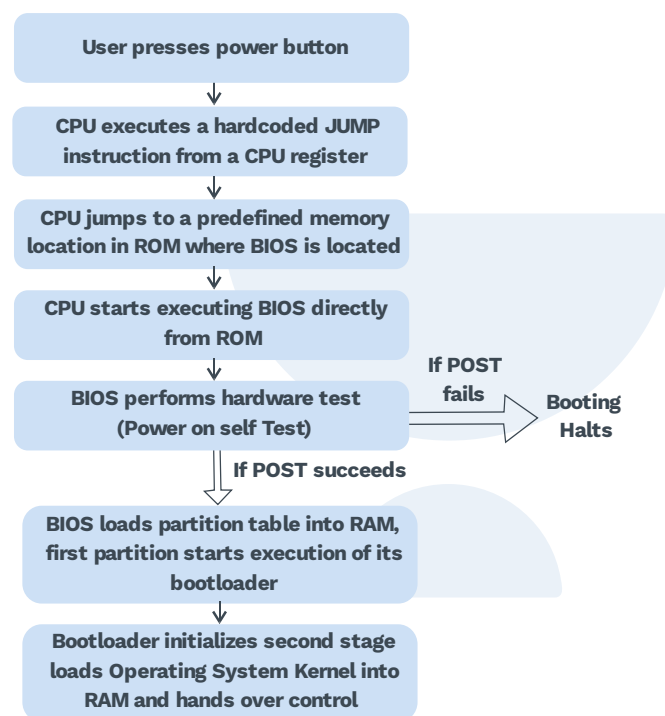 User presses power button
CPU executes a hardcoded JUMP
instruction from a CPU register
CPU jumps to a predefined memory
location in ROM where BIOS is located
CPU starts executing BIOS directly
from ROM
BIOS performs hardware test
(Power on self Test)
If POST
fails
Booting
Halts
If POST succeeds
BIOS loads partition table into RAM,
first partition starts execution of its
bootloader
Bootloader initializes second stage
loads Operating System Kernel into
RAM and hands over control